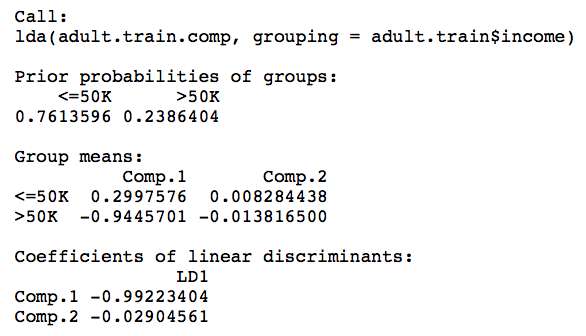 Call:
lda(adult.train.comp, grouping = adult.train$income)
Prior probabilities of groups:
<=50K >50K
0.7613596 0.2386404
Group means:
Comp.1 Comp.2
<=50K 0.2997576 0.008284438
>50K -0.9445701 -0.013816500
Coefficients of linear discriminants:
LD1
Comp.1 -0.99223404
Comp.2 -0.02904561